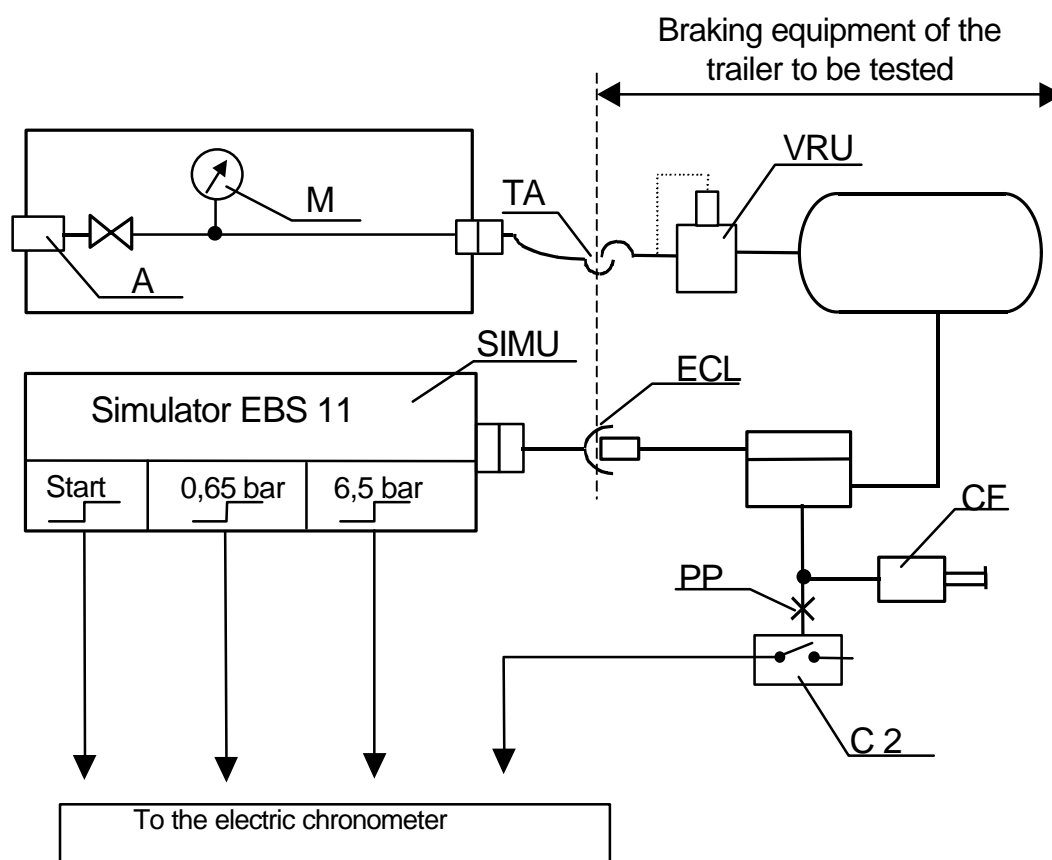 Braking equipment of the
trailer to be tested
VRU
TA
M
A
SIMU
ECL
Simulator EBS 11
Start
0,65 bar
6,5 bar
CF
PP
C 2
To the electric chronometer